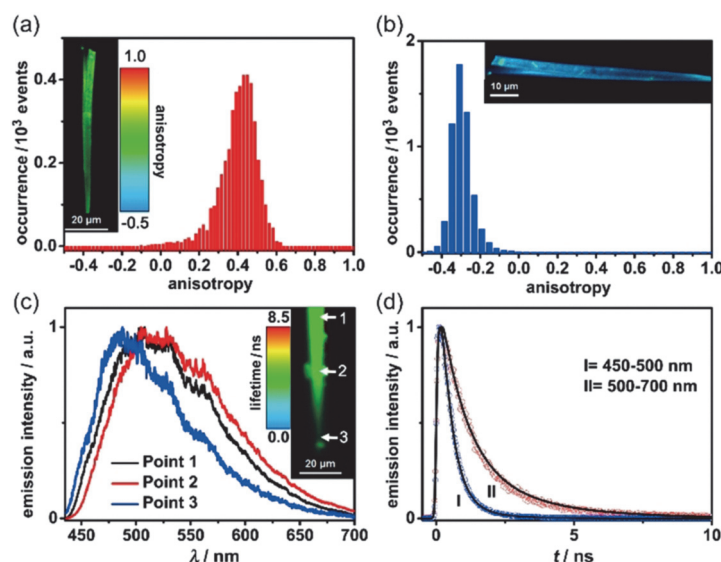 (a)
occurrence / 10³ events
0.4
0.2
0.0
1.0
anisotropy
-0.5
20 µm
-0.4 -0.2 0.0 0.2 0.4 0.6 0.8 1.0
anisotropy
(b)
occurrence / 10³ events
2
1
0
10 µm
-0.4 -0.2 0.0 0.2 0.4 0.6 0.8 1.0
anisotropy
(c)
emission intensity / a.u.
1
0
Point 1
Point 2
Point 3
8.5
lifetime / ns
0.0
1
2
3
20 µm
450 500 550 600 650 700
λ / nm
(d)
emission intensity / a.u.
1
0
I= 450-500 nm
II= 500-700 nm
I
II
0 5 10
t / ns